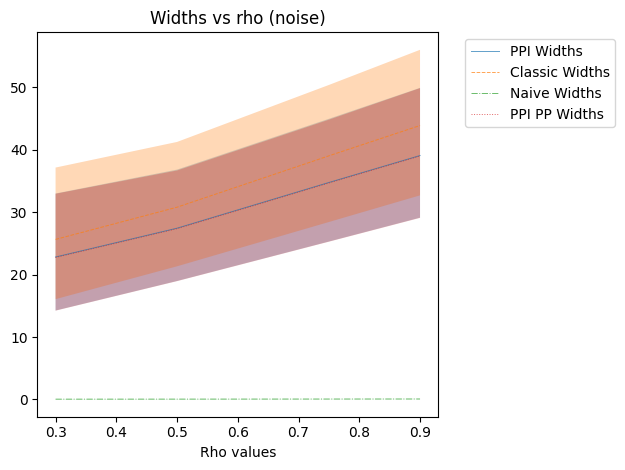 Widths vs rho (noise)
PPI Widths
Classic Widths
Naive Widths
PPI PP Widths
50
40
30
20
10
0
0.3 0.4 0.5 0.6 0.7 0.8 0.9
Rho values